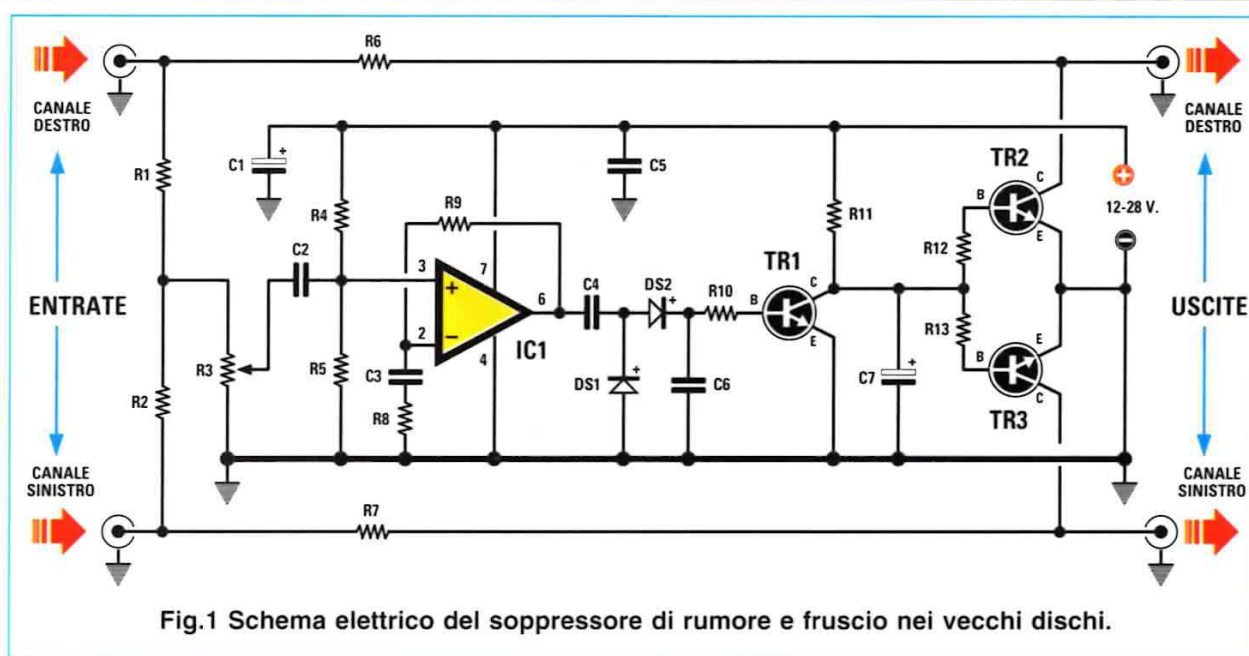 R6
CANALE
DESTRO
CANALE
DESTRO
C1
+
C5
TR2
C
B
E
R1
R4
R9
R11
+
12-28 V.
−
R12
C2
3
+
7
C4
DS2
+
R10
TR1
C
B
E
ENTRATE
USCITE
6
2
−
4
IC1
R13
R3
R5
C3
DS1
+
C6
C7
+
B
E
C
TR3
R2
R8
CANALE
SINISTRO
CANALE
SINISTRO
R7
Fig.1 Schema elettrico del soppressore di rumore e fruscio nei vecchi dischi.